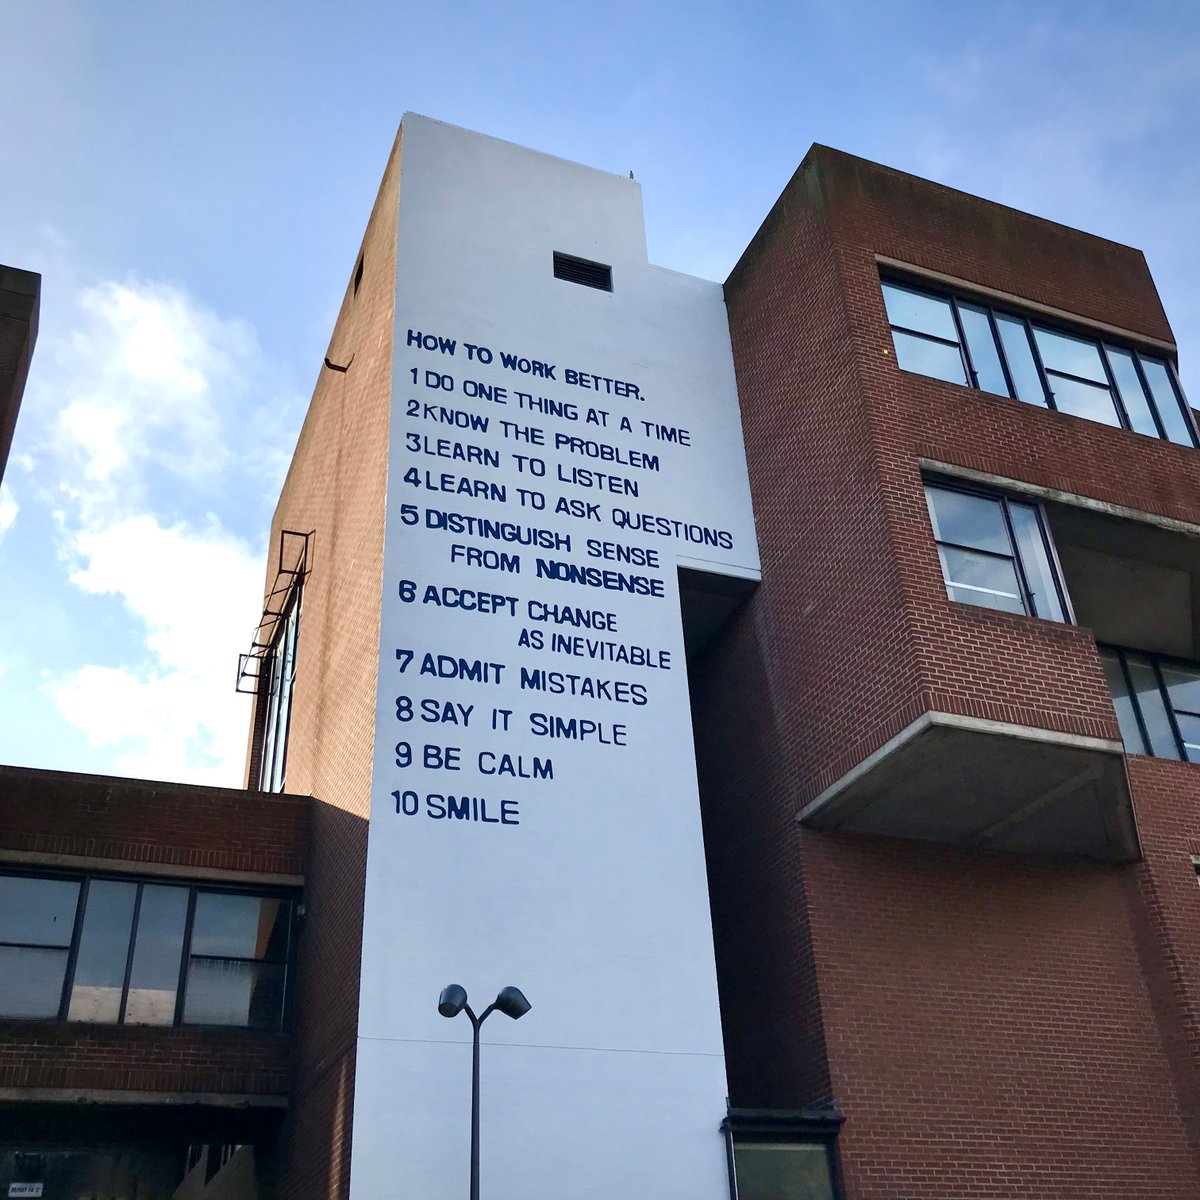 HOW TO WORK BETTER.
1 DO ONE THING AT A TIME
2 KNOW THE PROBLEM
3 LEARN TO LISTEN
4 LEARN TO ASK QUESTIONS
5 DISTINGUISH SENSE
FROM NONSENSE
6 ACCEPT CHANGE
AS INEVITABLE
7 ADMIT MISTAKES
8 SAY IT SIMPLE
9 BE CALM
10 SMILE